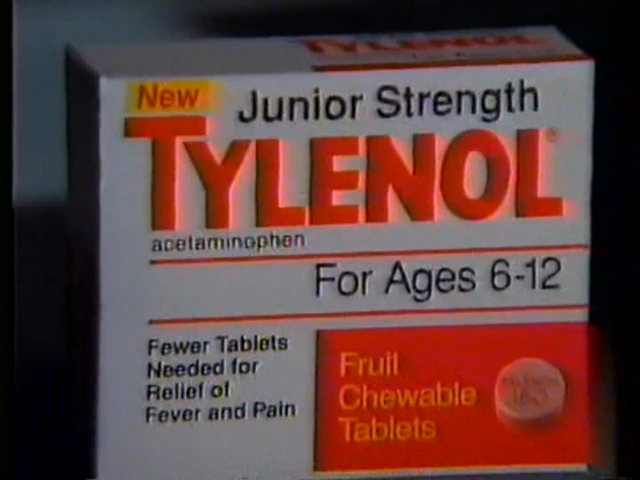 TYLENOL
New
Junior Strength
TYLENOL
acetaminophen
For Ages 6-12
Fewer Tablets
Needed for
Relief of
Fever and Pain
Fruit
Chewable
Tablets